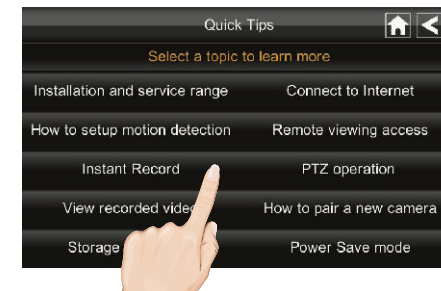 Quick Tips
Select a topic to learn more
Installation and service range
Connect to Internet
How to setup motion detection
Remote viewing access
Instant Record
PTZ operation
View recorded video
How to pair a new camera
Storage
Power Save mode